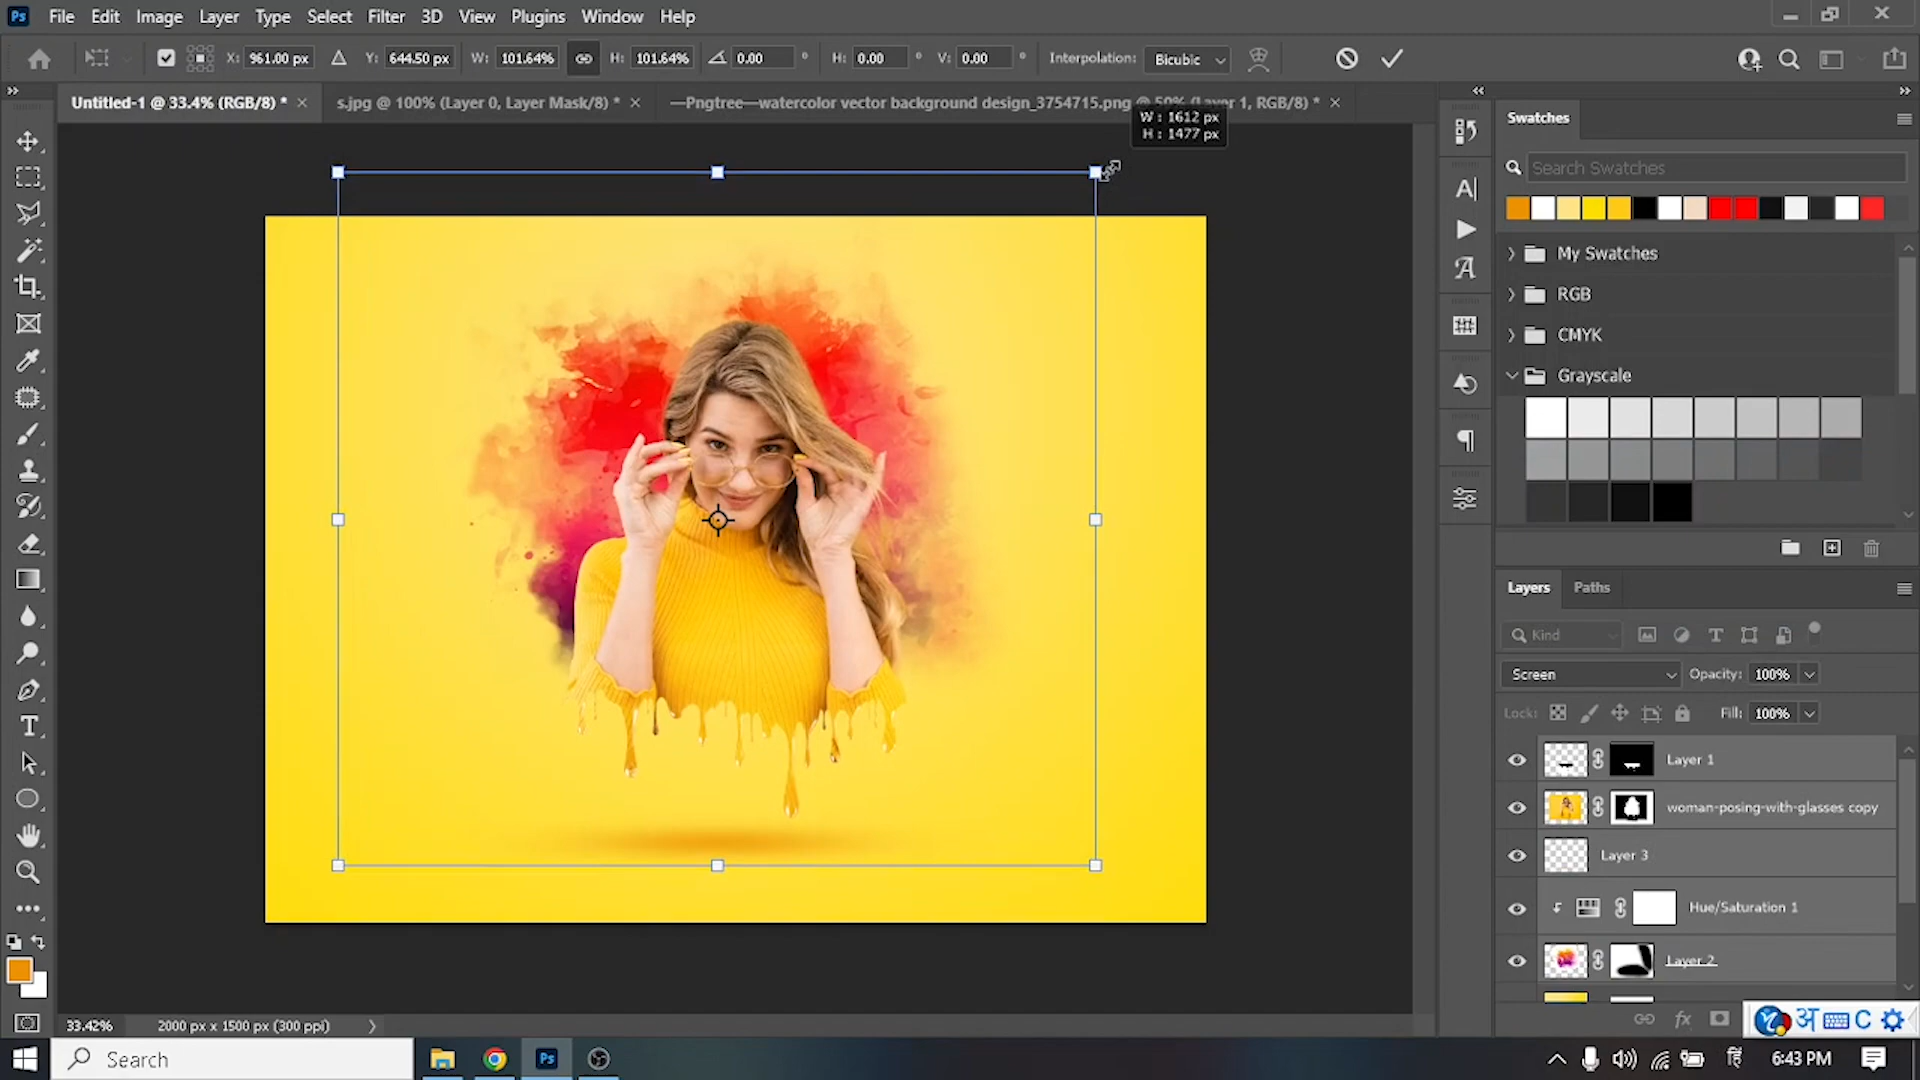 Ps File Edit Image Layer Type Select Filter 3D View Plugins Window Help
X: 961.00 px Y: 644.50 px W: 101.64% H: 101.64% 0.00 ° H: 0.00 ° V: 0.00 ° Interpolation: Bicubic
Untitled-1 @ 33.4% (RGB/8) * × s.jpg @ 100% (Layer 0, Layer Mask/8) * × —Pngtree—watercolor vector background design_3754715.png @ 50% (Layer 1, RGB/8) * ×
W : 1612 px
H : 1477 px
Swatches
Search Swatches
My Swatches
RGB
CMYK
Grayscale
Layers Paths
Kind
Screen Opacity: 100%
Lock: Fill: 100%
Layer 1
woman-posing-with-glasses copy
Layer 3
Hue/Saturation 1
Layer 2
33.42% 2000 px x 1500 px (300 ppi)
अ C
Search
Ps
हि 6:43 PM